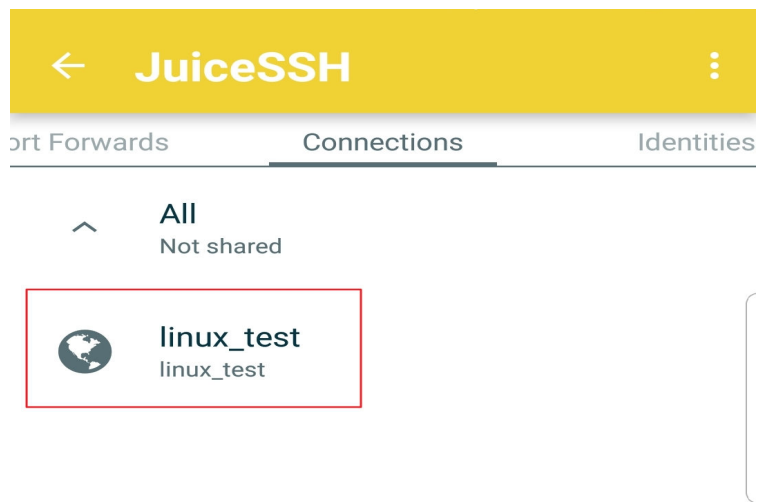 JuiceSSH
ort Forwards Connections Identities
All
Not shared
linux_test
linux_test